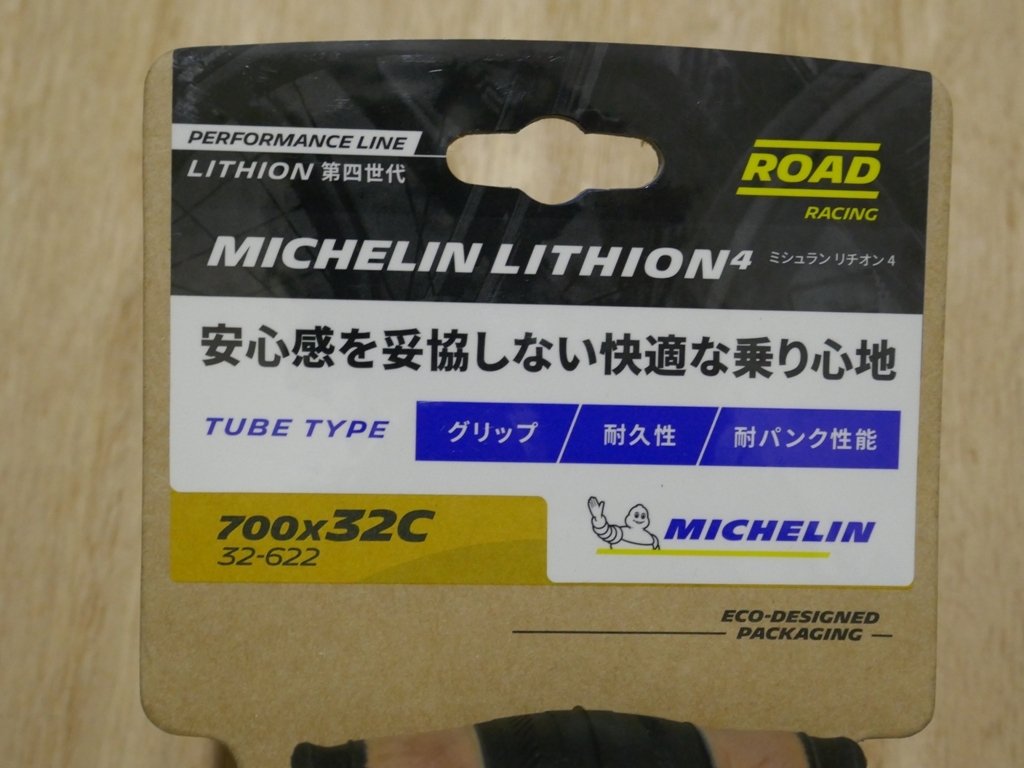 PERFORMANCE LINE
LITHION 第四世代
ROAD
RACING
MICHELIN LITHION⁴ ミシュラン リチオン 4
安心感を妥協しない快適な乗り心地
TUBE TYPE グリップ 耐久性 耐パンク性能
700x32C
32-622
MICHELIN
ECO-DESIGNED
PACKAGING